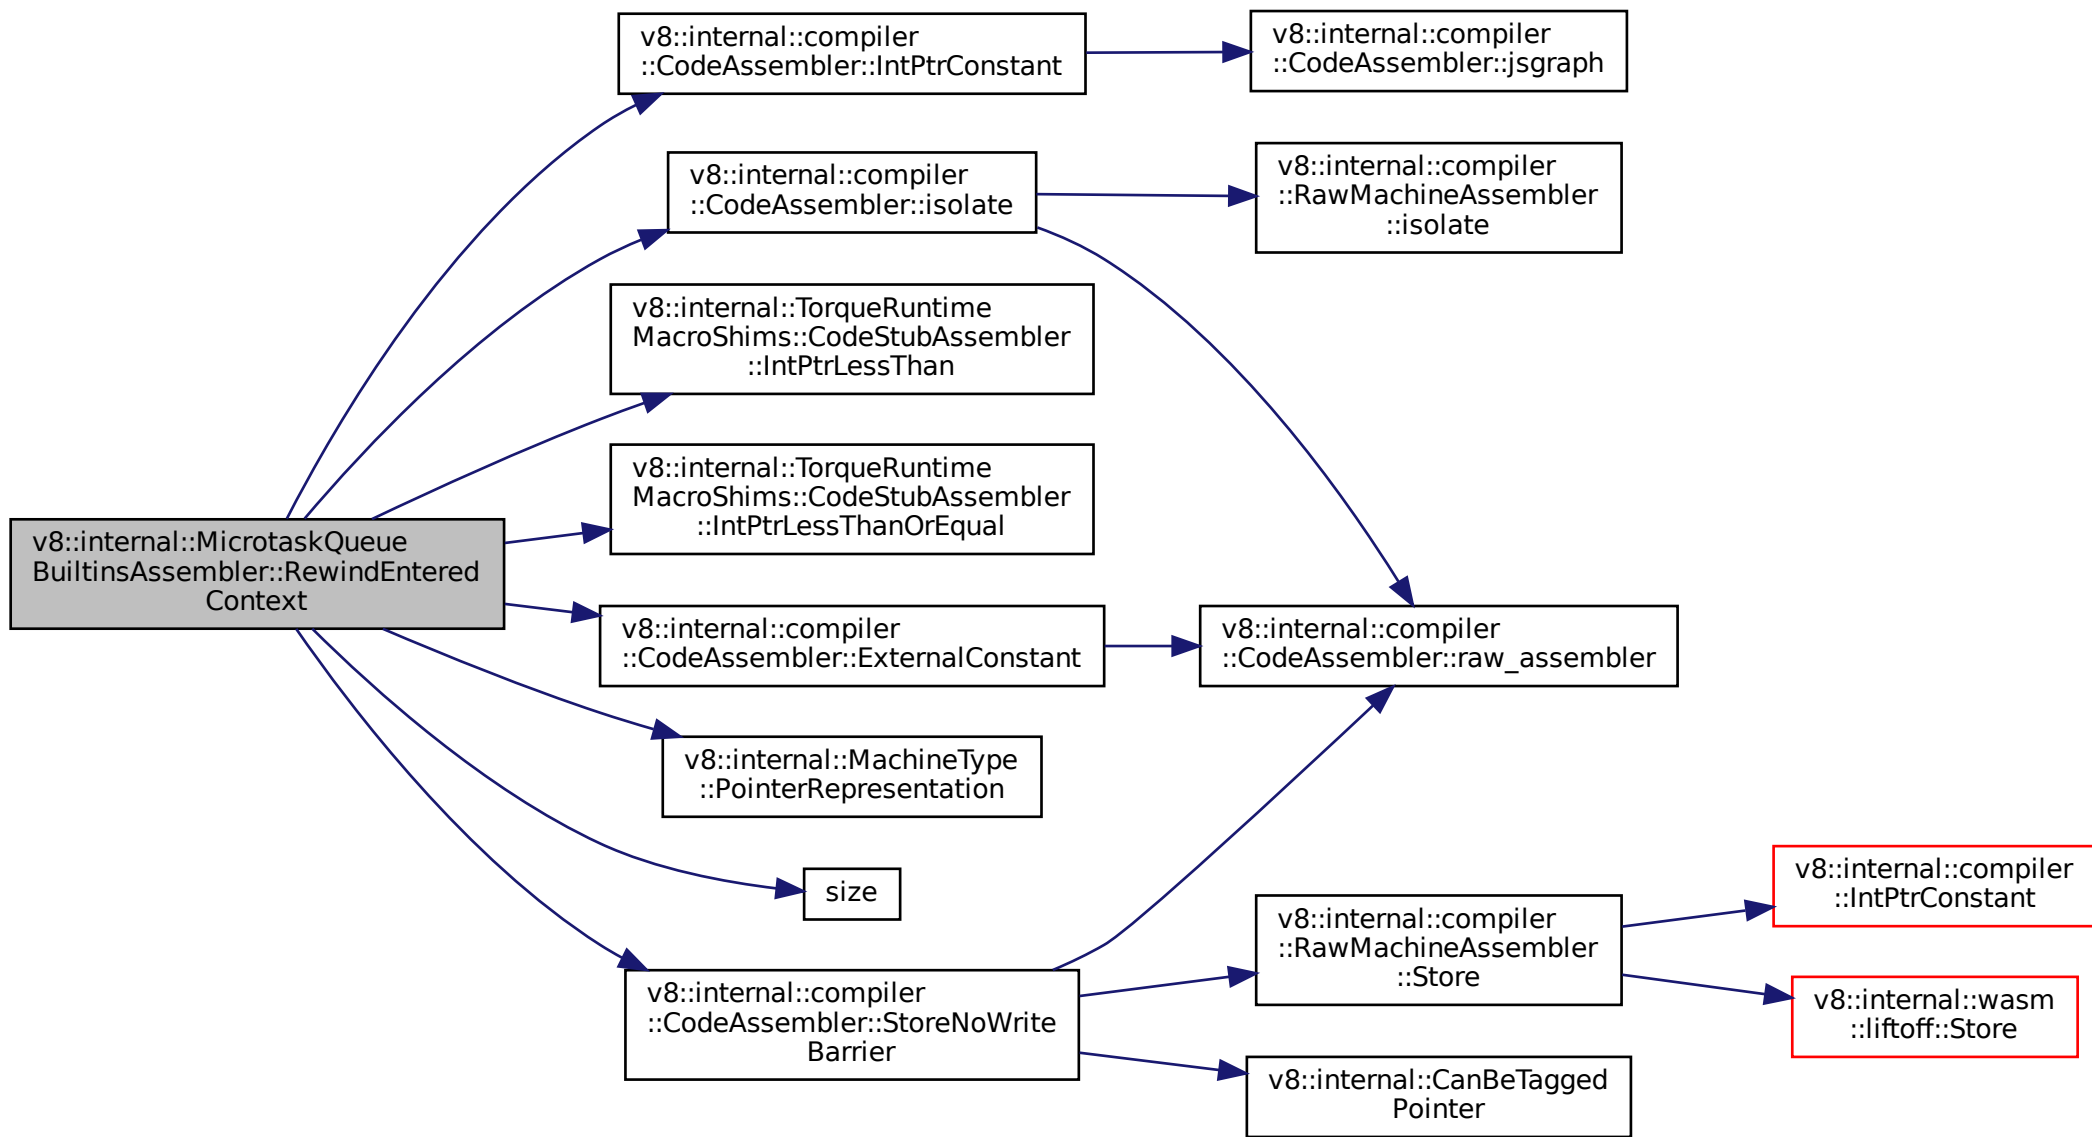 v8::internal::MicrotaskQueue
BuiltinsAssembler::RewindEntered
Context
v8::internal::compiler
::CodeAssembler::IntPtrConstant
v8::internal::compiler
::CodeAssembler::jsgraph
v8::internal::compiler
::CodeAssembler::isolate
v8::internal::compiler
::RawMachineAssembler
::isolate
v8::internal::TorqueRuntime
MacroShims::CodeStubAssembler
::IntPtrLessThan
v8::internal::TorqueRuntime
MacroShims::CodeStubAssembler
::IntPtrLessThanOrEqual
v8::internal::compiler
::CodeAssembler::ExternalConstant
v8::internal::compiler
::CodeAssembler::raw_assembler
v8::internal::MachineType
::PointerRepresentation
size
v8::internal::compiler
::CodeAssembler::StoreNoWrite
Barrier
v8::internal::compiler
::RawMachineAssembler
::Store
v8::internal::compiler
::IntPtrConstant
v8::internal::wasm
::liftoff::Store
v8::internal::CanBeTagged
Pointer